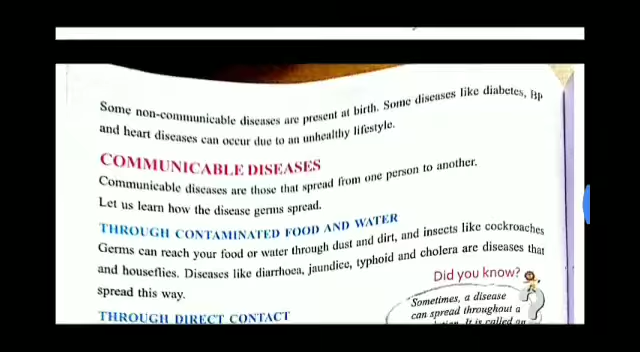 Some non-communicable diseases are present at birth. Some diseases like diabetes, Bp
and heart diseases can occur due to an unhealthy lifestyle.
COMMUNICABLE DISEASES
Communicable diseases are those that spread from one person to another.
Let us learn how the disease germs spread.
THROUGH CONTAMINATED FOOD AND WATER
Germs can reach your food or water through dust and dirt, and insects like cockroaches
and houseflies. Diseases like diarrhoea, jaundice, typhoid and cholera are diseases that
spread this way.
Did you know?
Sometimes, a disease
can spread throughout a
It is called an
THROUGH DIRECT CONTACT